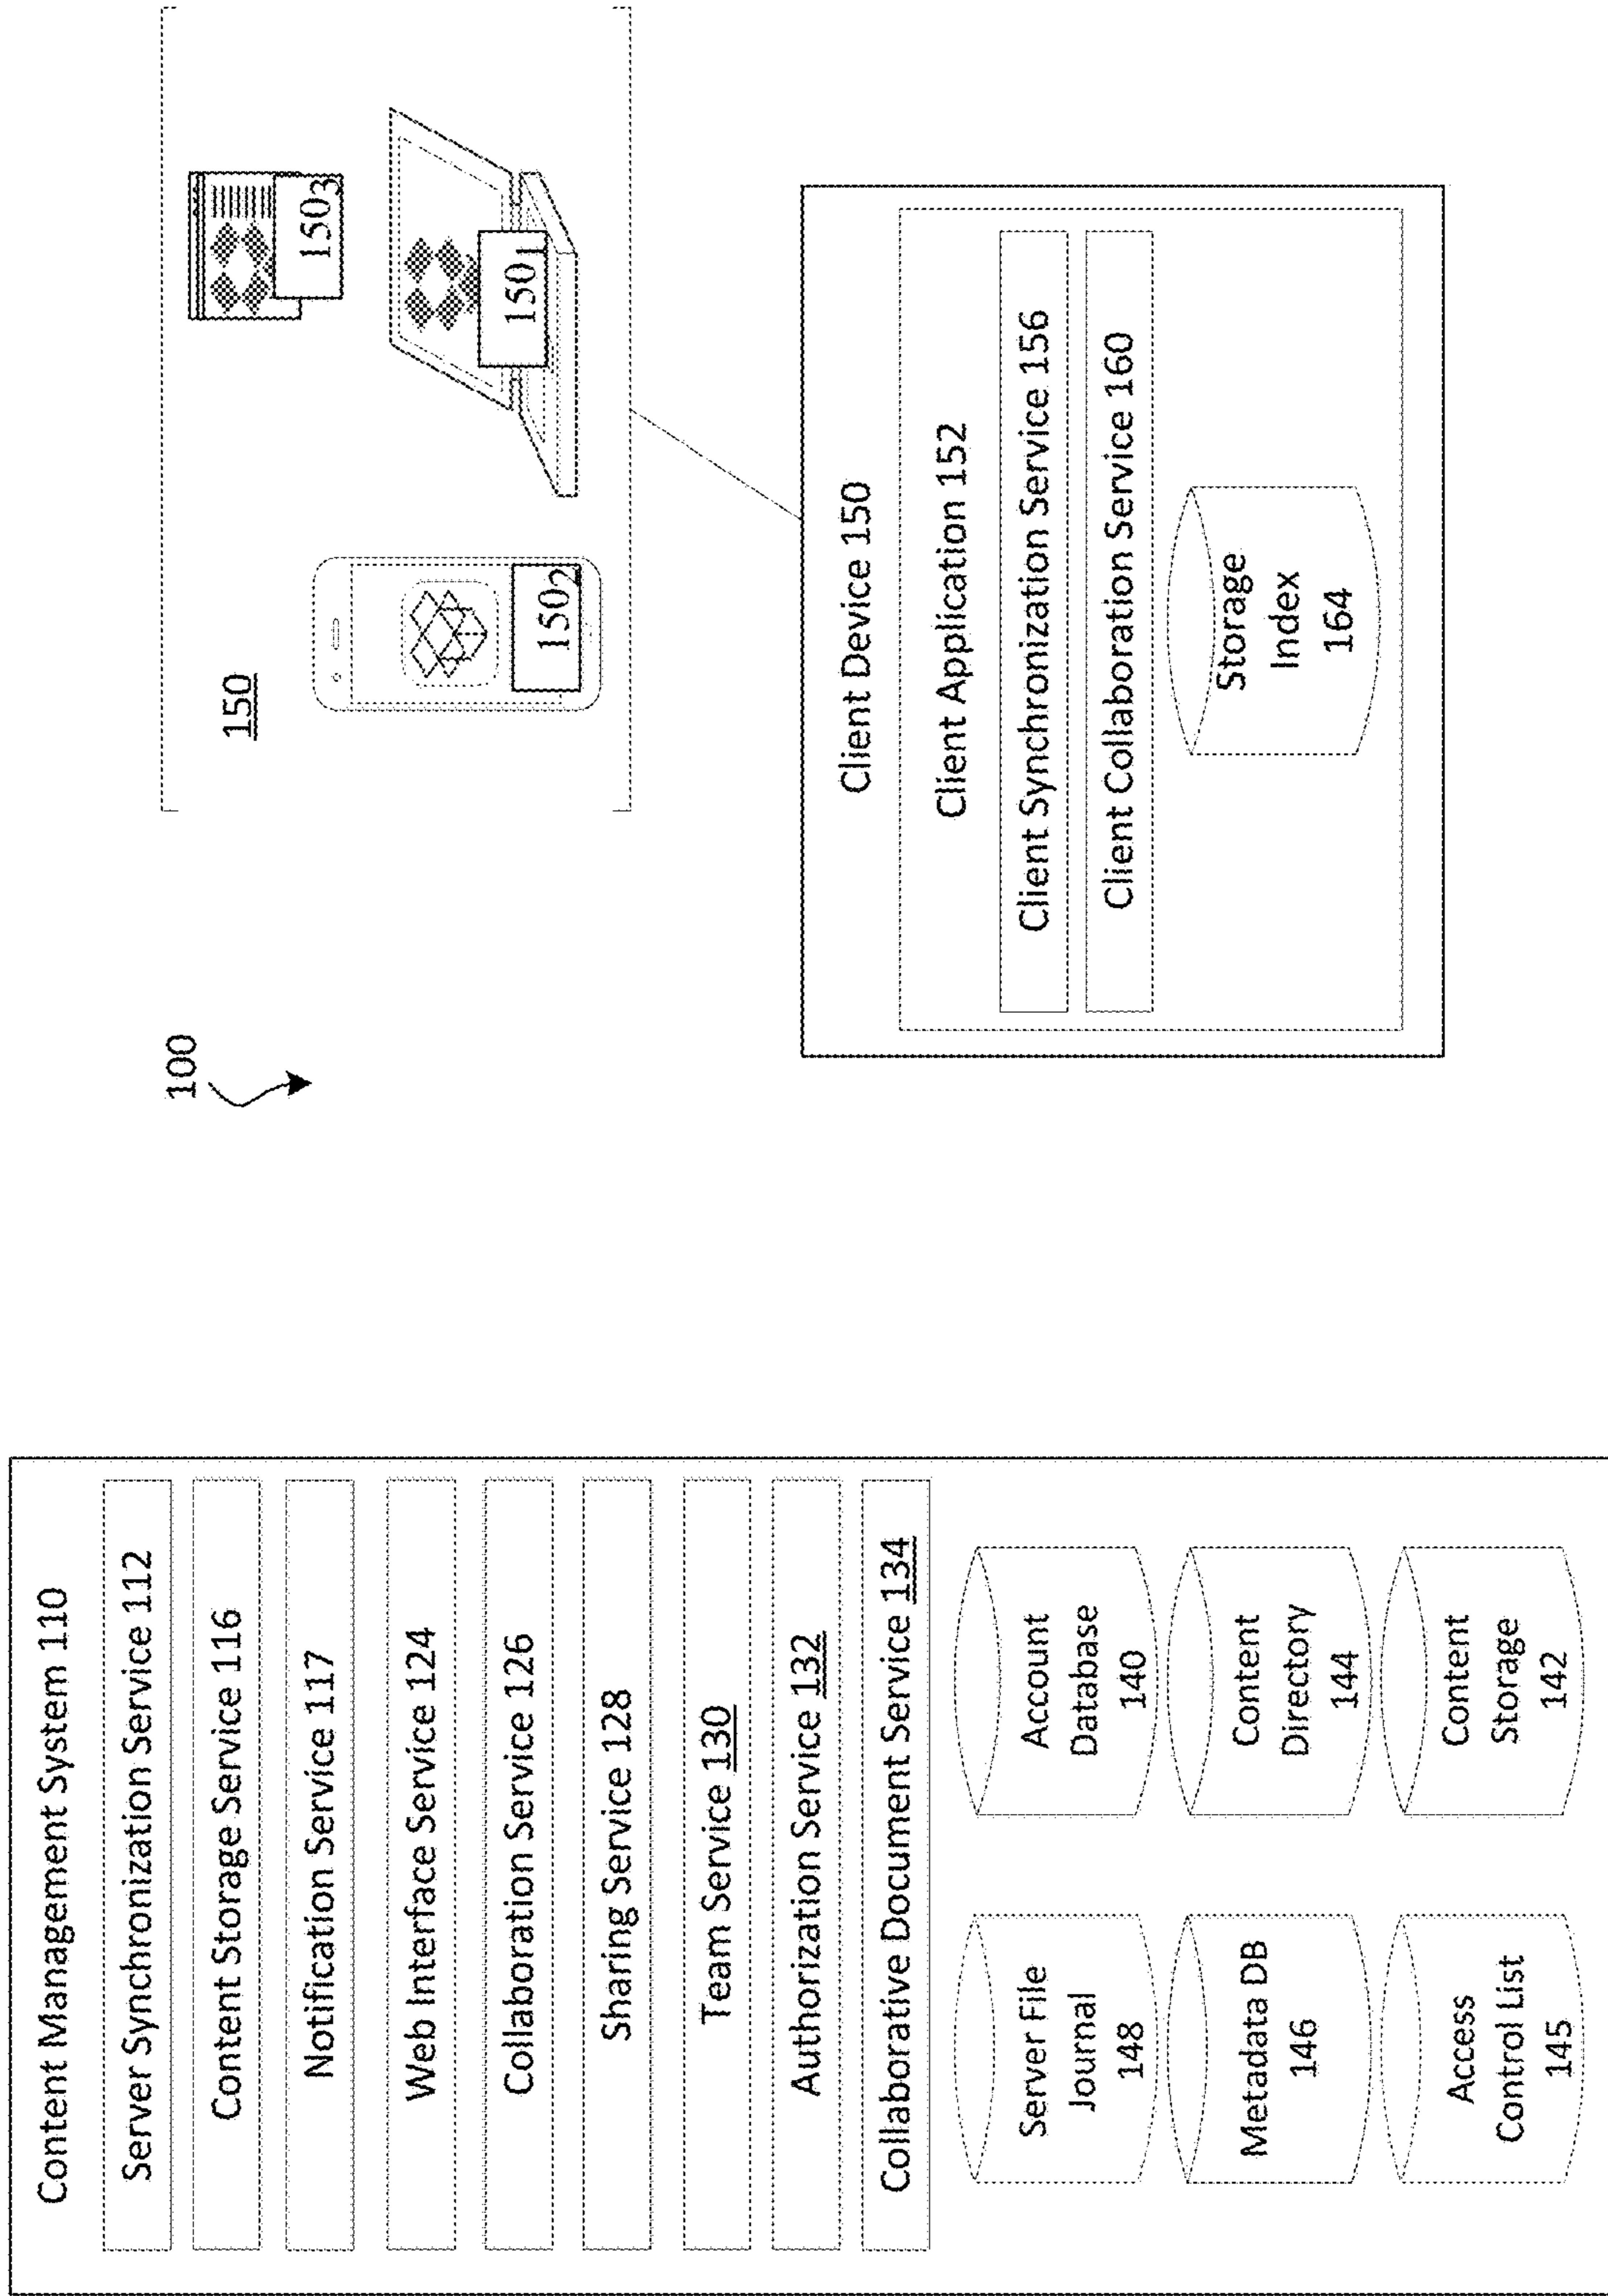 Content Management System 110
Server Synchronization Service 112
Content Storage Service 116
Notification Service 117
Web Interface Service 124
Collaboration Service 126
Sharing Service 128
Team Service 130
Authorization Service 132
Collaborative Document Service 134
Server File
Journal
148
Account
Database
140
Metadata DB
146
Content
Directory
144
Access
Control List
145
Content
Storage
142
100
150
150₂
150₁
150₃
Client Device 150
Client Application 152
Client Synchronization Service 156
Client Collaboration Service 160
Storage
Index
164